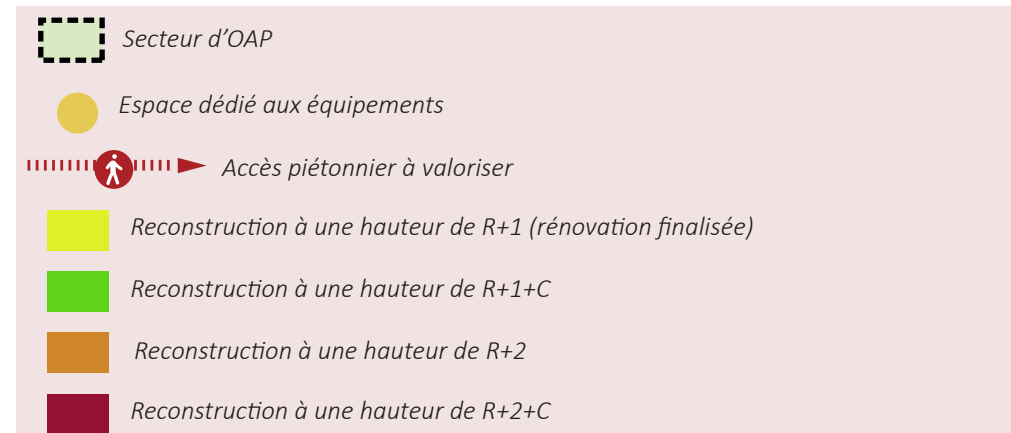 Secteur d’OAP
Espace dédié aux équipements
Accès piétonnier à valoriser
Reconstruction à une hauteur de R+1 (rénovation finalisée)
Reconstruction à une hauteur de R+1+C
Reconstruction à une hauteur de R+2
Reconstruction à une hauteur de R+2+C